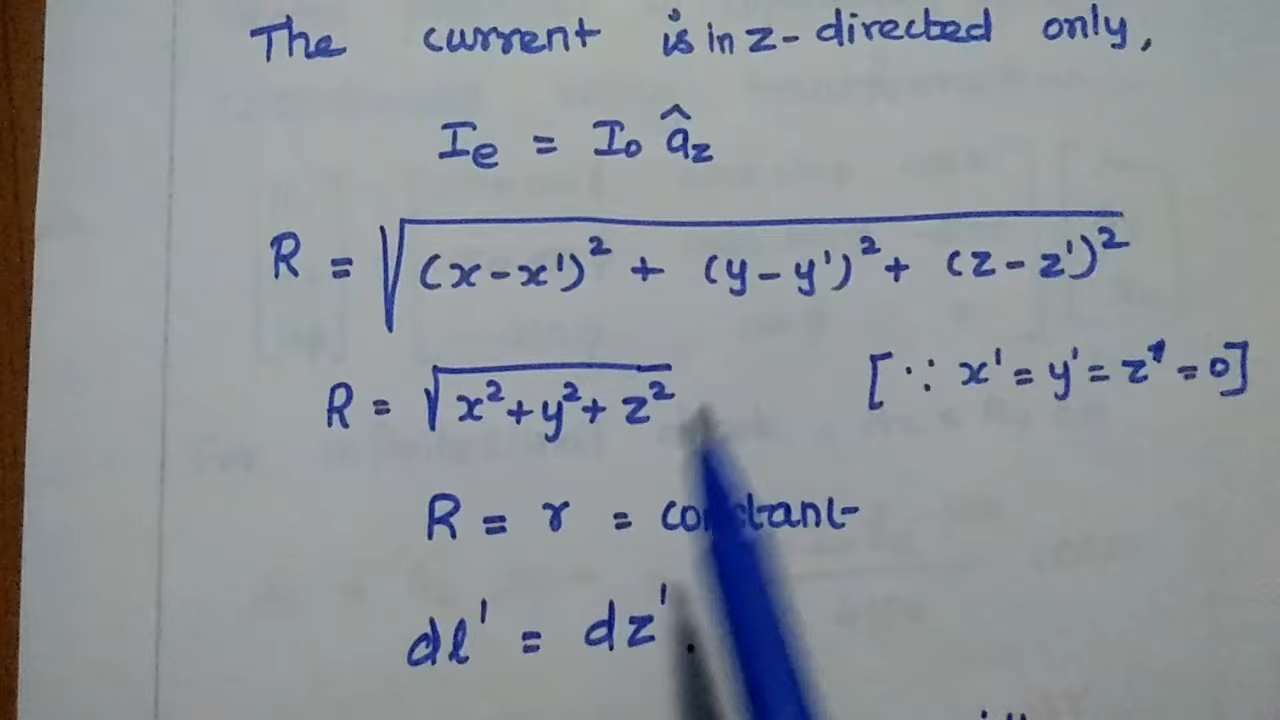 The current is in z-directed only,
Ie = I0 âz
R = √(x-x')² + (y-y')² + (z-z')²
R = √x²+y²+z² [∵ x'=y'=z'=0]
R = r = constant
dl' = dz'.